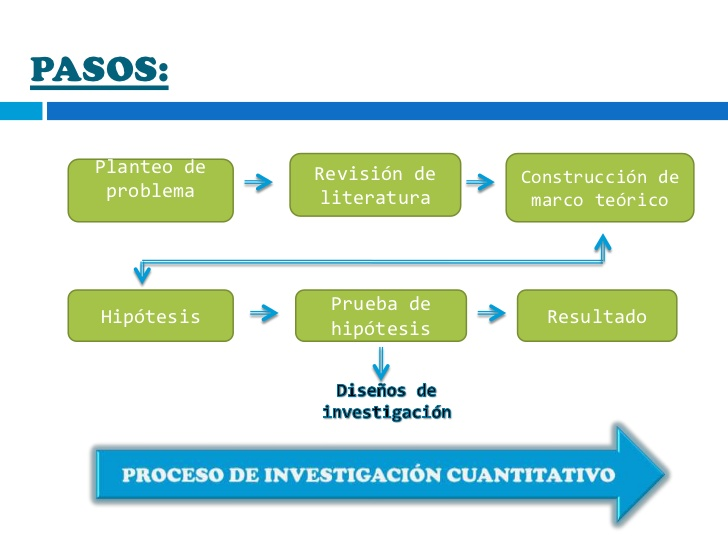 PASOS:
Planteo de
problema
Revisión de
literatura
Construcción de
marco teórico
Hipótesis
Prueba de
hipótesis
Resultado
Diseños de
investigación
PROCESO DE INVESTIGACIÓN CUANTITATIVO